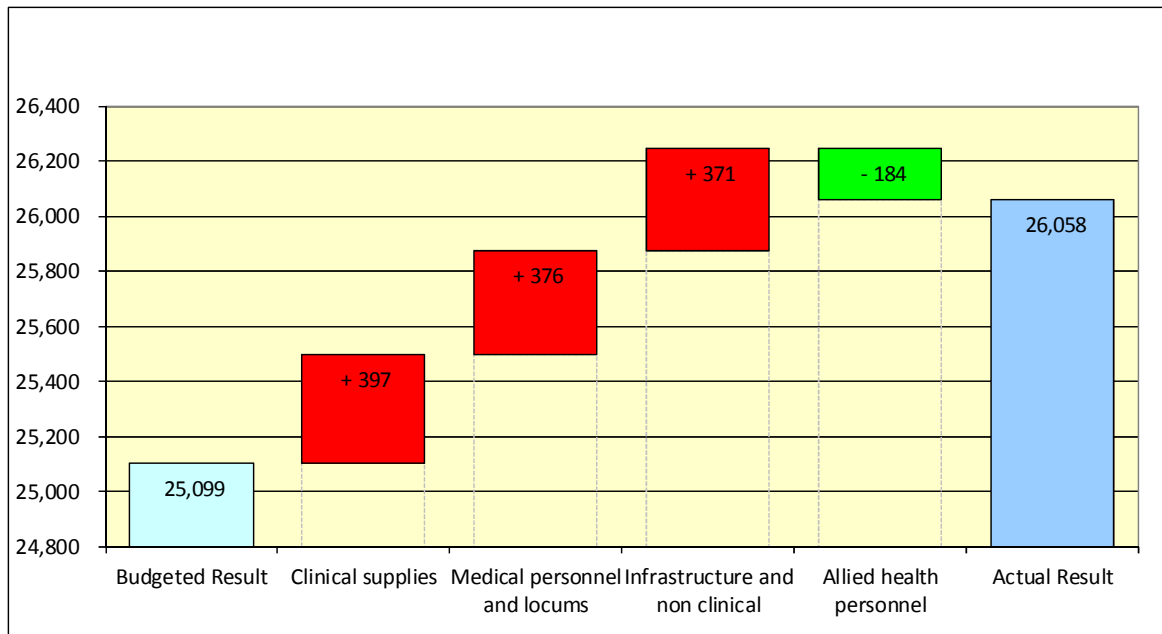 26,400
26,200
26,000
25,800
25,600
25,400
25,200
25,000
24,800
25,099
+ 397
+ 376
+ 371
- 184
26,058
Budgeted Result
Clinical supplies
Medical personnel
and locums
Infrastructure and
non clinical
Allied health
personnel
Actual Result